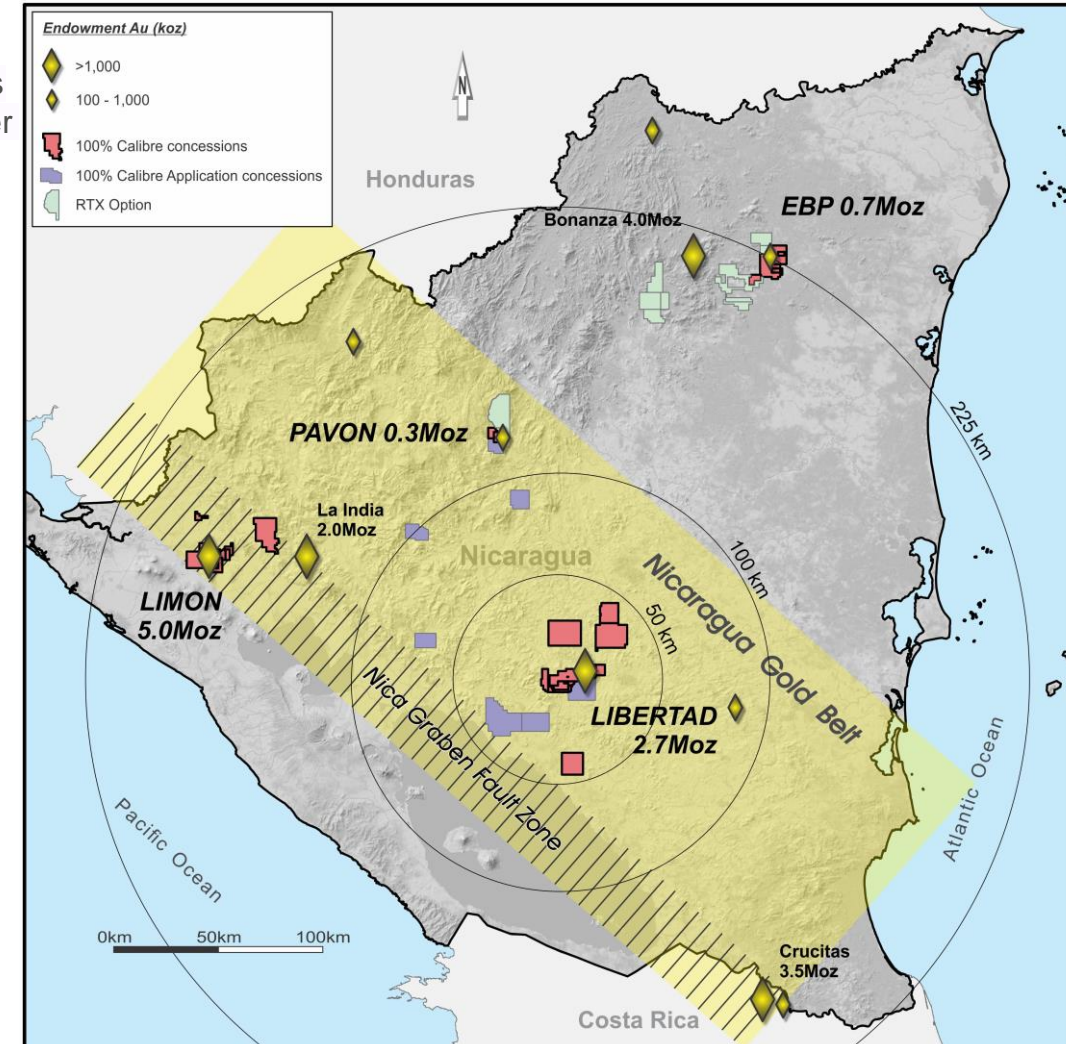 s
er
Endowment Au (koz)
>1,000
100 - 1,000
100% Calibre concessions
100% Calibre Application concessions
RTX Option
N
Honduras
Bonanza 4.0Moz
EBP 0.7Moz
225 km
PAVON 0.3Moz
La India
2.0Moz
Nicaragua
100 km
Nicaragua Gold Belt
LIMON
5.0Moz
50 km
LIBERTAD
2.7Moz
Nica Graben Fault Zone
Pacific Ocean
Atlantic Ocean
0km 50km 100km
Crucitas
3.5Moz
Costa Rica